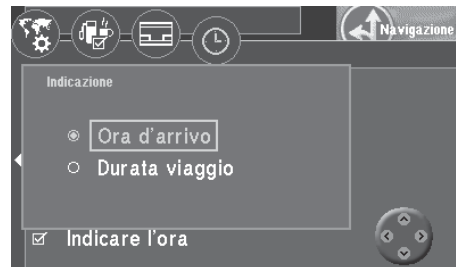 Navigazione
Indicazione
Ora d'arrivo
Durata viaggio
Indicare l'ora